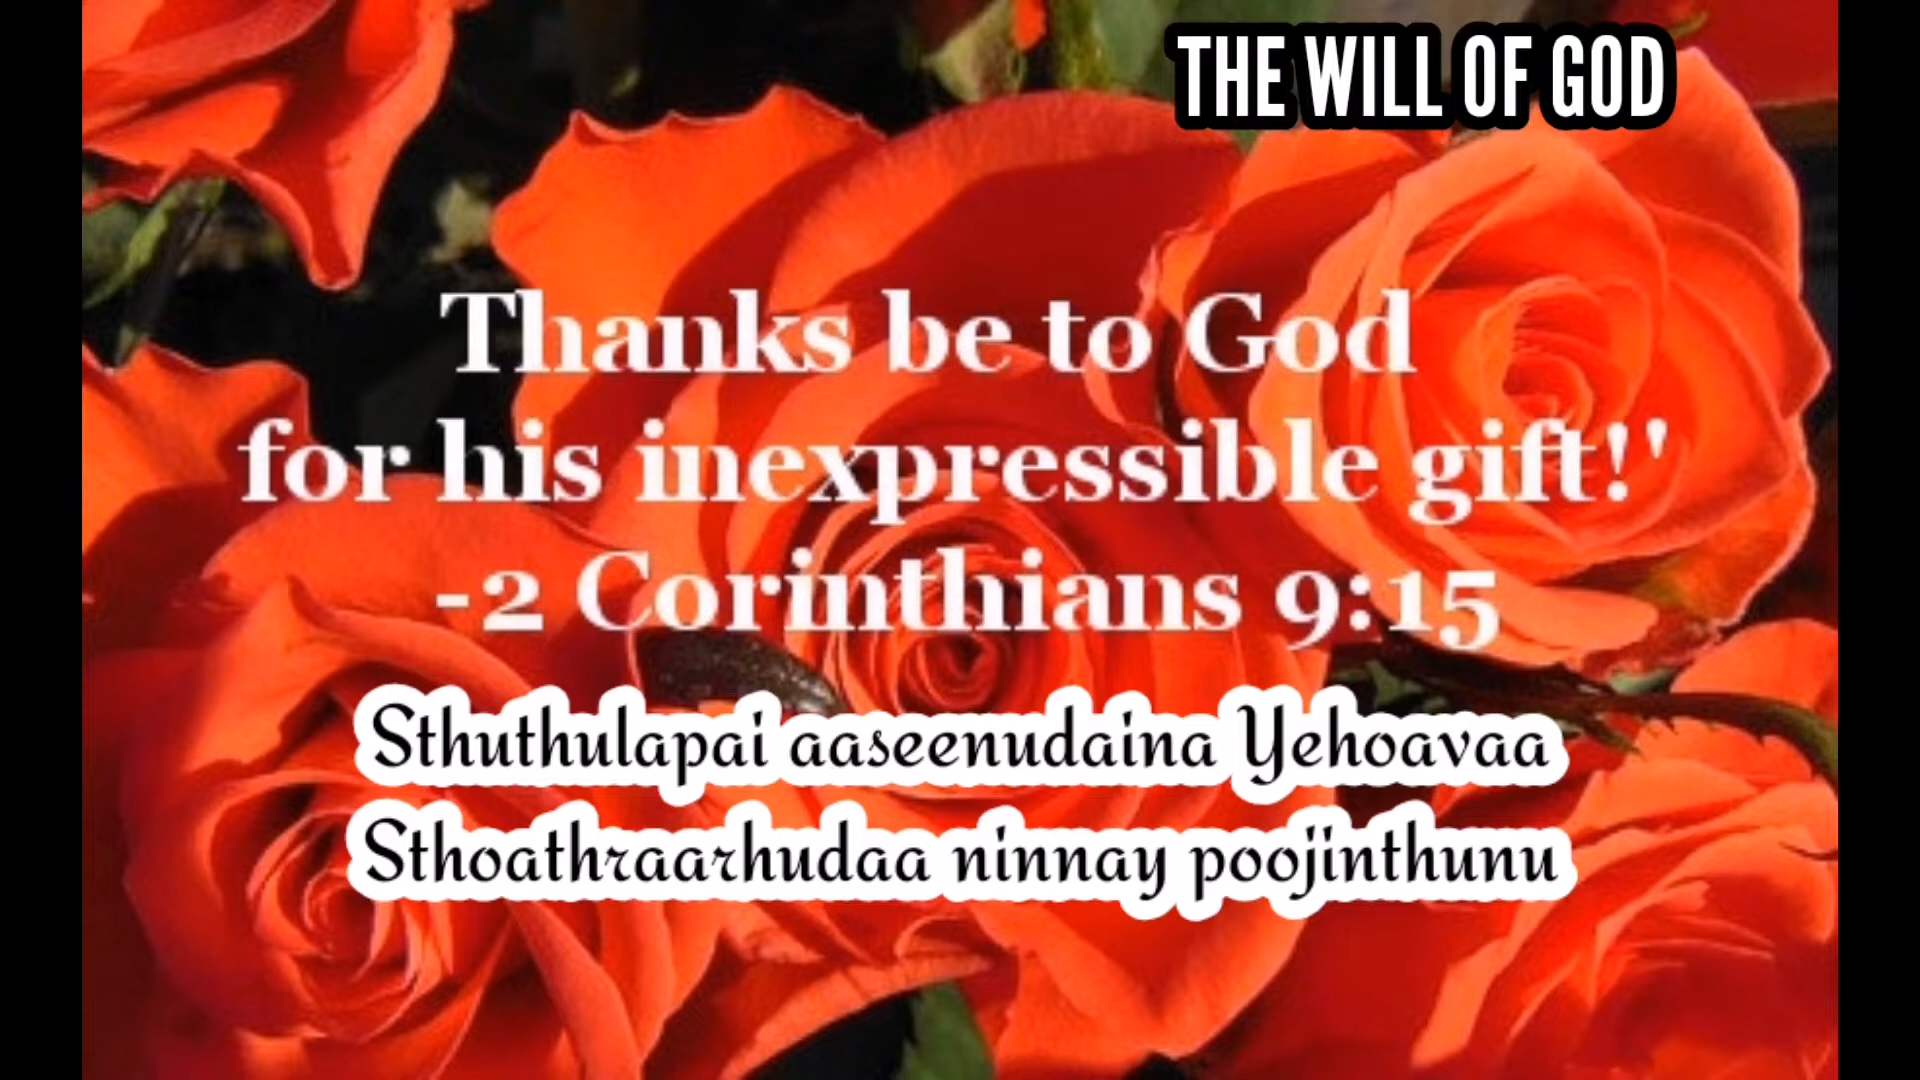 THE WILL OF GOD
Thanks be to God
for his inexpressible gift!'
-2 Corinthians 9:15
Sthuthulapai aaseenudaina Yehoavaa
Sthoathraarhudaa ninnay poojinthunu